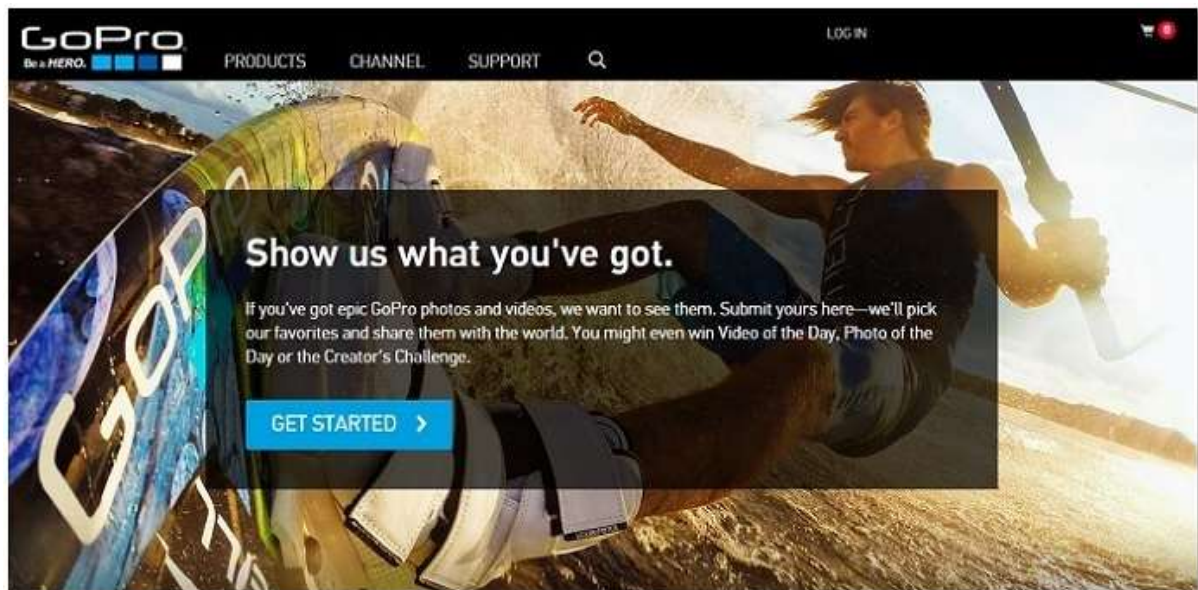 GoPro
Be a HERO.
PRODUCTS CHANNEL SUPPORT
LOG IN
0
GOPRO
Show us what you've got.
If you've got epic GoPro photos and videos, we want to see them. Submit yours here—we'll pick
our favorites and share them with the world. You might even win Video of the Day, Photo of the
Day or the Creator's Challenge.
GET STARTED >